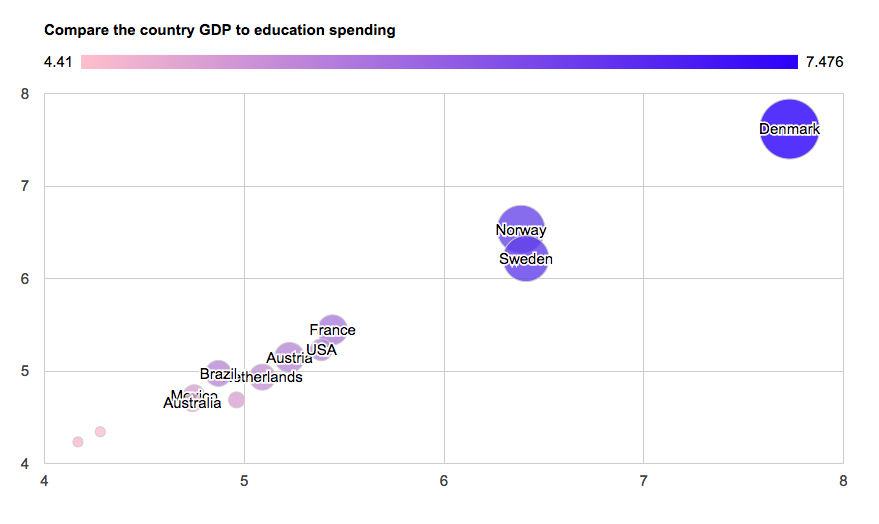 Compare the country GDP to education spending
4.41 7.476
8
7
6
5
4
Denmark
Norway
Sweden
France
USA
Austria
Brazil
etherlands
Mexico
Australia
4 5 6 7 8